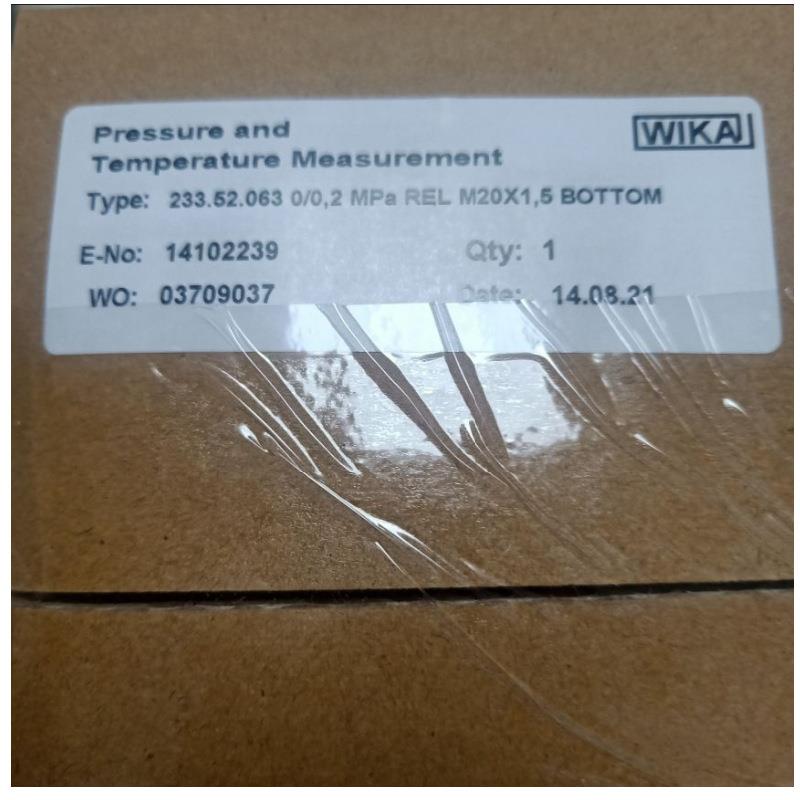 Pressure and
WIKA
Temperature Measurement
Type: 233.52.063 0/0,2 MPa REL M20X1,5 BOTTOM
E-No: 14102239 Qty: 1
WO: 03709037 Date: 14.08.21